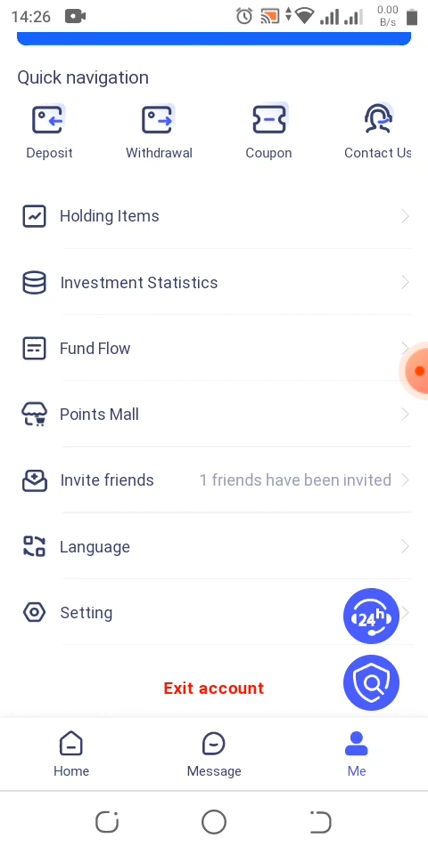 14:26
0.00
B/s
Quick navigation
Deposit Withdrawal Coupon Contact Us
Holding Items
Investment Statistics
Fund Flow
Points Mall
Invite friends 1 friends have been invited
Language
24h
Setting
Exit account
Home Message Me